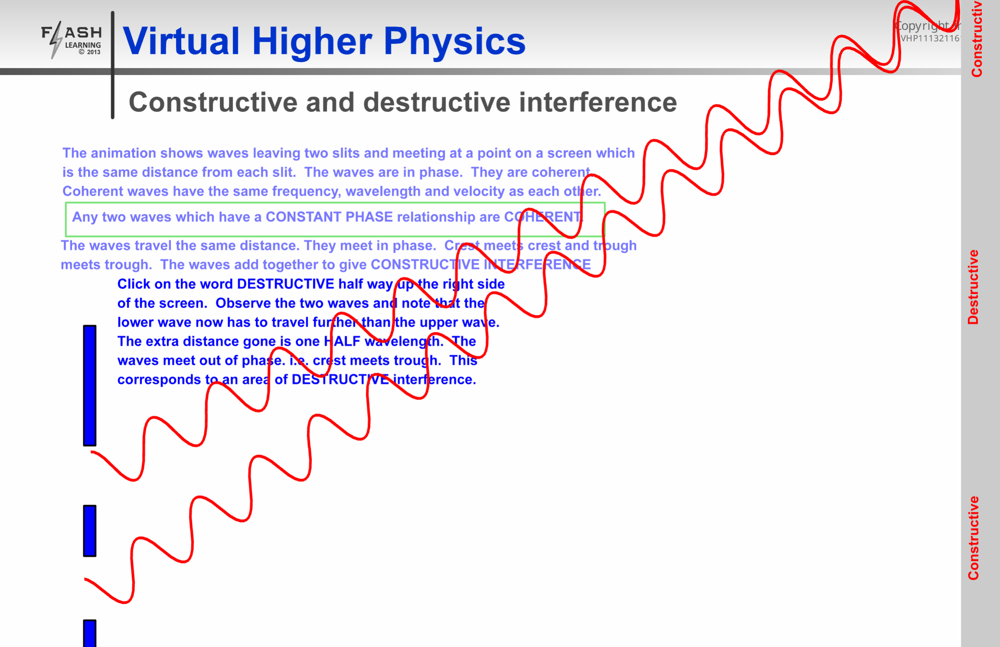 FLASH
LEARNING
© 2013
Virtual Higher Physics
Copyright
VHP11132116
Constructive and destructive interference
The animation shows waves leaving two slits and meeting at a point on a screen which
is the same distance from each slit.  The waves are in phase.  They are coherent
Coherent waves have the same frequency, wavelength and velocity as each other.
Any two waves which have a CONSTANT PHASE relationship are COHERENT.
The waves travel the same distance. They meet in phase.  Crest meets crest and trough
meets trough.  The waves add together to give CONSTRUCTIVE INTERFERENCE
Click on the word DESTRUCTIVE half way up the right side
of the screen.  Observe the two waves and note that the
lower wave now has to travel further than the upper wave.
The extra distance gone is one HALF wavelength.  The
waves meet out of phase. i.e. crest meets trough.  This
corresponds to an area of DESTRUCTIVE interference.
Constructiv
Destructive
Constructive